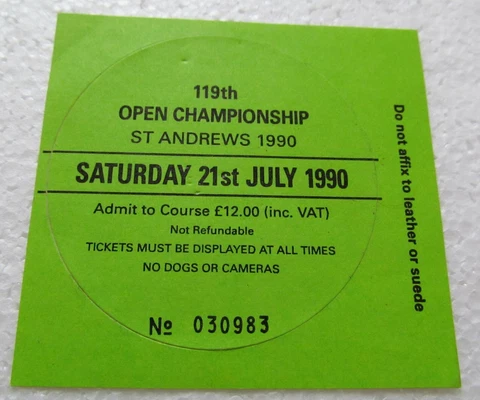 119th
OPEN CHAMPIONSHIP
ST ANDREWS 1990
SATURDAY 21st JULY 1990
Admit to Course £12.00 (inc. VAT)
Not Refundable
TICKETS MUST BE DISPLAYED AT ALL TIMES
NO DOGS OR CAMERAS
№ 030983
Do not affix to leather or suede